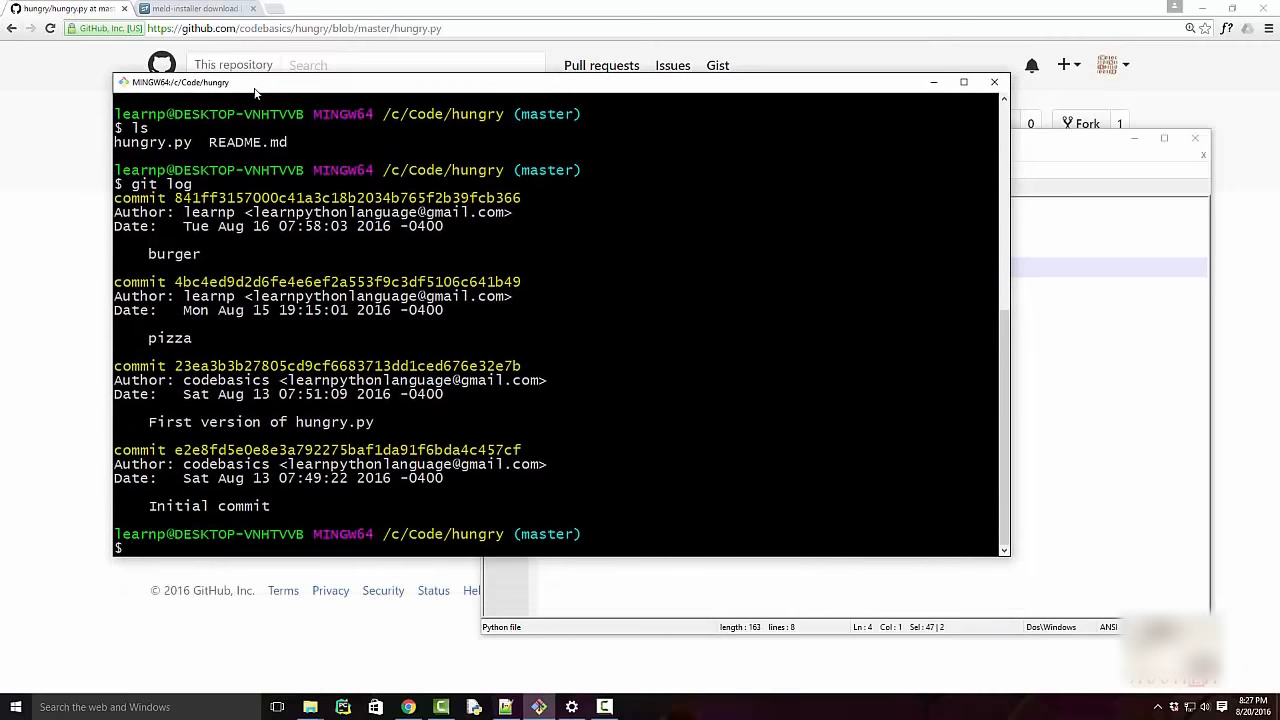 hungry/hungry.py at mas
meld-installer download |
GitHub, Inc. [US]
https://github.com/codebasics/hungry/blob/master/hungry.py
This repository
Search
Pull requests
Issues
Gist
MINGW64:/c/Code/hungry
0
Fork
1
learnp@DESKTOP-VNHTVVB MINGW64 /c/Code/hungry (master)
$ ls
hungry.py README.md
learnp@DESKTOP-VNHTVVB MINGW64 /c/Code/hungry (master)
$ git log
commit 841ff3157000c41a3c18b2034b765f2b39fcb366
Author: learnp <learnpythonlanguage@gmail.com>
Date: Tue Aug 16 07:58:03 2016 -0400
burger
commit 4bc4ed9d2d6fe4e6ef2a553f9c3df5106c641b49
Author: learnp <learnpythonlanguage@gmail.com>
Date: Mon Aug 15 19:15:01 2016 -0400
pizza
commit 23ea3b3b27805cd9cf6683713dd1ced676e32e7b
Author: codebasics <learnpythonlanguage@gmail.com>
Date: Sat Aug 13 07:51:09 2016 -0400
First version of hungry.py
commit e2e8fd5e0e8e3a792275baf1da91f6bda4c457cf
Author: codebasics <learnpythonlanguage@gmail.com>
Date: Sat Aug 13 07:49:22 2016 -0400
Initial commit
learnp@DESKTOP-VNHTVVB MINGW64 /c/Code/hungry (master)
$
© 2016 GitHub, Inc.
Terms
Privacy
Security
Status
Hel
Python file
length : 163 lines : 8
Ln : 4 Col : 1 Sel : 47 | 2
Dos\Windows
ANSI
Search the web and Windows
8:27 PM
8/20/2016